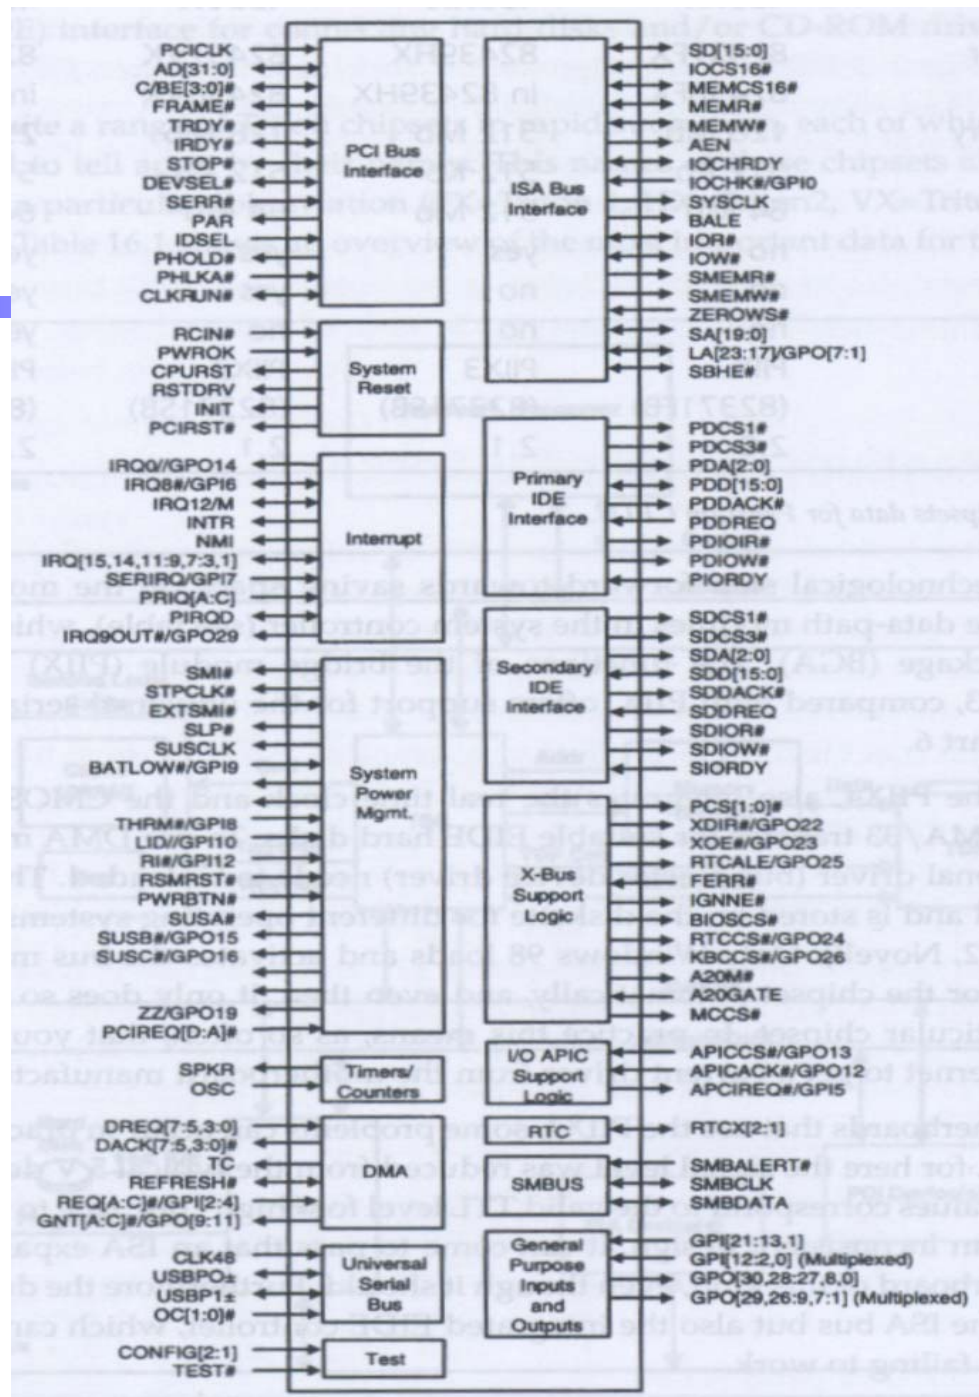 PCICLK
AD[31:0]
C/BE[3:0]#
FRAME#
TRDY#
IRDY#
STOP#
DEVSEL#
SERR#
PAR
IDSEL
PHOLD#
PHLKA#
CLKRUN#
PCI Bus
Interface
RCIN#
PWROK
CPURST
RSTDRV
INIT
PCIRST#
System
Reset
IRQ0//GPO14
IRQ8#/GPI6
IRQ12/M
INTR
NMI
IRQ[15,14,11:9,7:3,1]
SERIRQ/GPI7
PRIQ[A:C]
PIRQD
IRQ9OUT#/GPO29
Interrupt
SMI#
STPCLK#
EXTSMI#
SLP#
SUSCLK
BATLOW#/GPI9
THRM#/GPI8
LID//GPI10
RI#/GPI12
RSMRST#
PWRBTN#
SUSA#
SUSB#/GPO15
SUSC#/GPO16
ZZ/GPO19
PCIREQ[D:A]#
System
Power
Mgmt.
SPKR
OSC
Timers/
Counters
DREQ[7:5,3:0]
DACK[7:5,3:0]#
TC
REFRESH#
REQ[A:C]#/GPI[2:4]
GNT[A:C]#/GPO[9:11]
DMA
CLK48
USBPO±
USBP1±
OC[1:0]#
Universal
Serial
Bus
CONFIG[2:1]
TEST#
Test
ISA Bus
Interface
SD[15:0]
IOCS16#
MEMCS16#
MEMR#
MEMW#
AEN
IOCHRDY
IOCHK#/GPI0
SYSCLK
BALE
IOR#
IOW#
SMEMR#
SMEMW#
ZEROWS#
SA[19:0]
LA[23:17]/GPO[7:1]
SBHE#
Primary
IDE
Interface
PDCS1#
PDCS3#
PDA[2:0]
PDD[15:0]
PDDACK#
PDDREQ
PDIOIR#
PDIOW#
PIORDY
Secondary
IDE
Interface
SDCS1#
SDCS3#
SDA[2:0]
SDD[15:0]
SDDACK#
SDDREQ
SDIOR#
SDIOW#
SIORDY
X-Bus
Support
Logic
PCS[1:0]#
XDIR#/GPO22
XOE#/GPO23
RTCALE/GPO25
FERR#
IGNNE#
BIOSCS#
RTCCS#/GPO24
KBCCS#/GPO26
A20M#
A20GATE
MCCS#
I/O APIC
Support
Logic
APICCS#/GPO13
APICACK#/GPO12
APCIREQ#/GPI5
RTC
RTCX[2:1]
SMBUS
SMBALERT#
SMBCLK
SMBDATA
General
Purpose
Inputs
and
Outputs
GPI[21:13,1]
GPI[12:2,0] (Multiplexed)
GPO[30,28:27,8,0]
GPO[29,26:9,7:1] (Multiplexed)